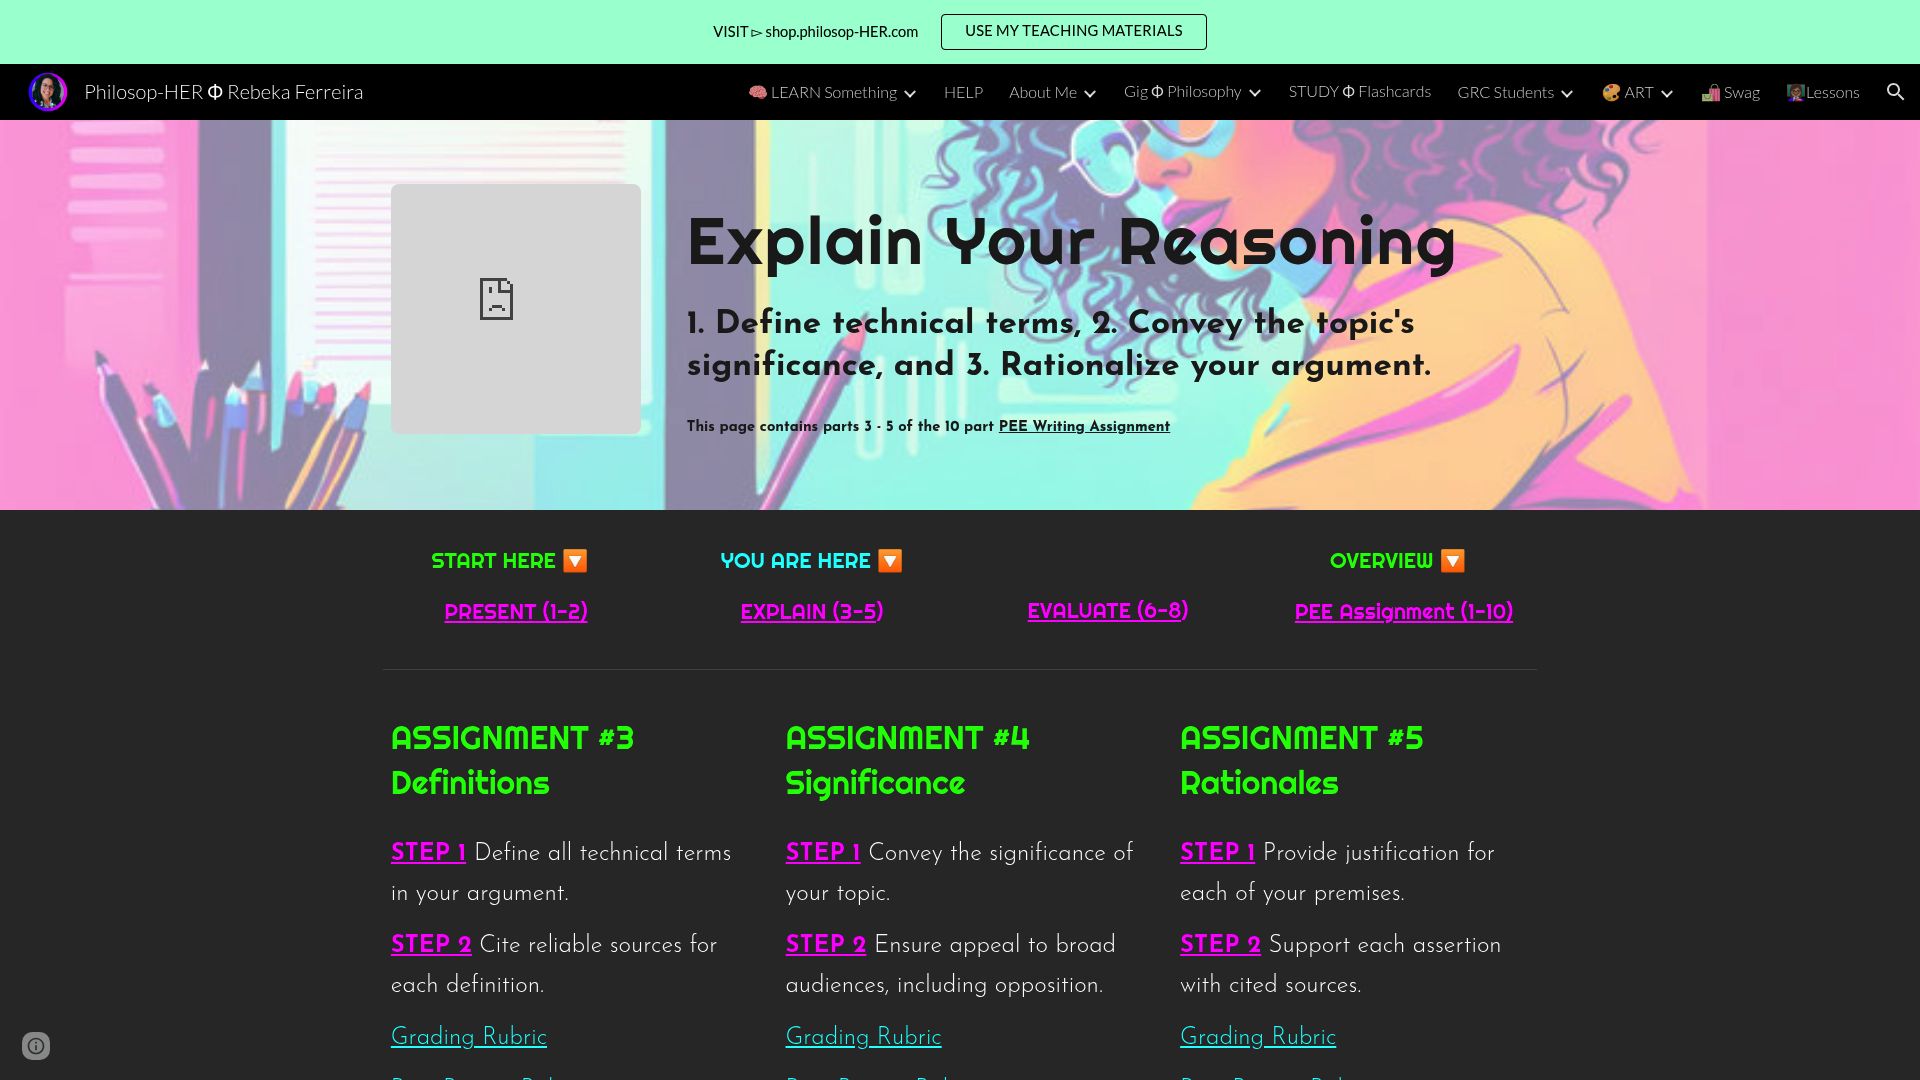 VISIT ▻ shop.philosop-HER.com
USE MY TEACHING MATERIALS
Philosop-HER Φ Rebeka Ferreira
🧠 LEARN Something
HELP
About Me
Gig Φ Philosophy
STUDY Φ Flashcards
GRC Students
🎨 ART
🛍️ Swag
👩🏽‍🏫Lessons
Explain Your Reasoning
1. Define technical terms, 2. Convey the topic's
significance, and 3. Rationalize your argument.
This page contains parts 3 - 5 of the 10 part PEE Writing Assignment
START HERE 🔽
PRESENT (1-2)
YOU ARE HERE 🔽
EXPLAIN (3-5)
EVALUATE (6-8)
OVERVIEW 🔽
PEE Assignment (1-10)
ASSIGNMENT #3
Definitions
STEP 1 Define all technical terms
in your argument.
STEP 2 Cite reliable sources for
each definition.
Grading Rubric
ASSIGNMENT #4
Significance
STEP 1 Convey the significance of
your topic.
STEP 2 Ensure appeal to broad
audiences, including opposition.
Grading Rubric
ASSIGNMENT #5
Rationales
STEP 1 Provide justification for
each of your premises.
STEP 2 Support each assertion
with cited sources.
Grading Rubric